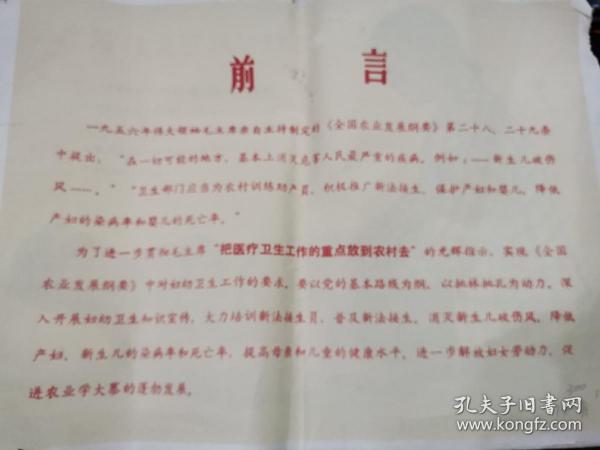 前言
一九五六年伟大领袖毛主席亲自主持制定的《全国农业发展纲要》第二十八、二十九条
中提出：“在一切可能的地方，基本上消灭危害人民最严重的疾病，例如：——新生儿破伤
风——。”“卫生部门应当为农村训练助产员，积极推广新法接生，保护产妇和婴儿，降低
产妇的染病率和婴儿的死亡率。”
为了进一步贯彻毛主席“把医疗卫生工作的重点放到农村去”的光辉指示，实现《全国
农业发展纲要》中对妇幼卫生工作的要求，要以党的基本路线为纲，以批林批孔为动力，深
入开展妇幼卫生知识宣传，大力培训新法接生员，普及新法接生，消灭新生儿破伤风，降低
产妇、新生儿的染病率和死亡率，提高母亲和儿童的健康水平，进一步解放妇女劳动力，促
进农业学大寨的蓬勃发展。
孔夫子旧书网
www.kongfz.com